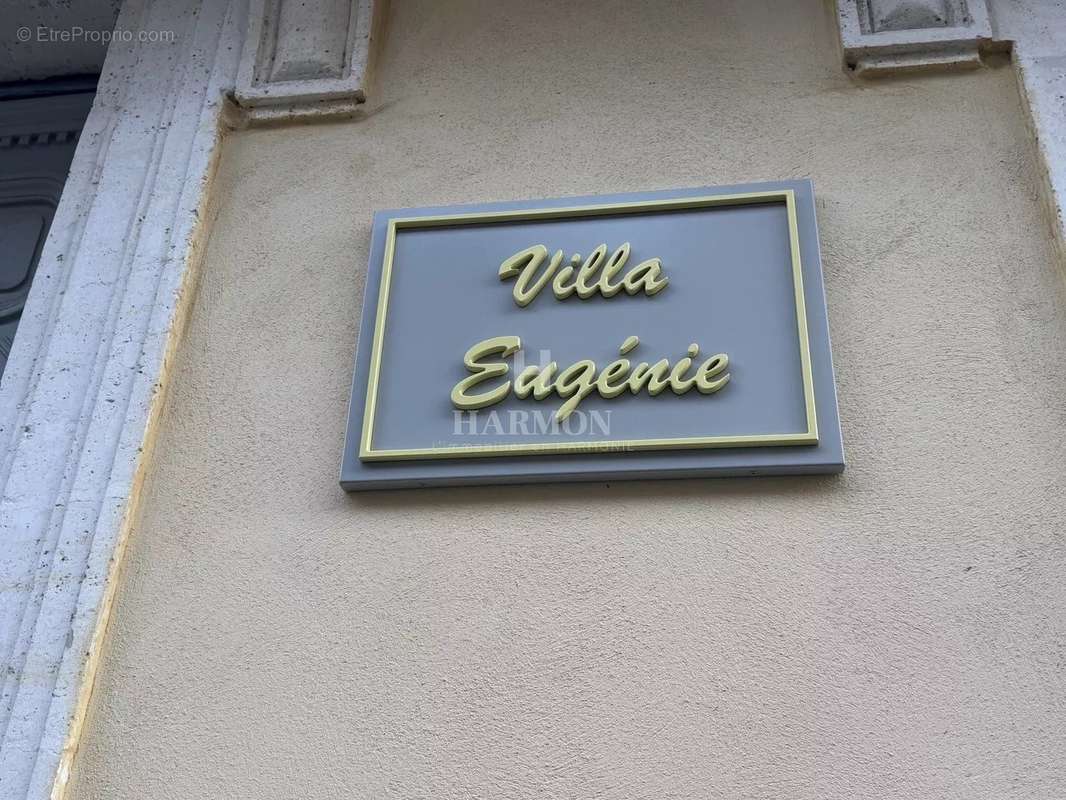 © EtreProprio.com
Villa
Eugénie
H
HARMON